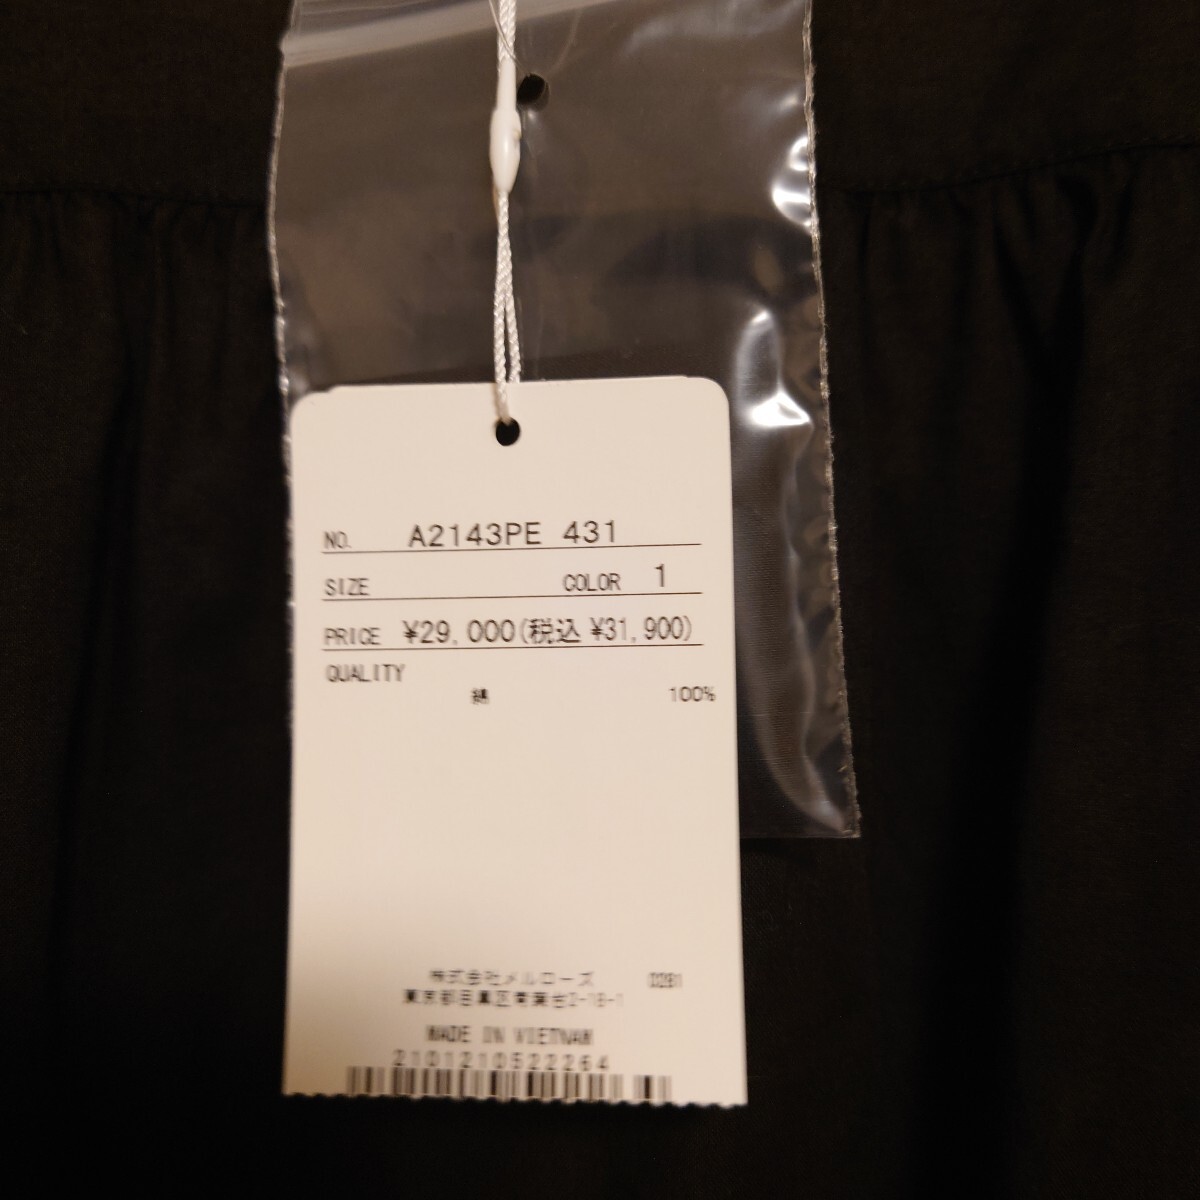 NO. A2143PE 431
SIZE COLOR 1
PRICE ¥29,000(税込 ¥31,900)
QUALITY
綿 100%
株式会社メルローズ 0281
東京都目黒区青葉台2-18-1
MADE IN VIETNAM
2101210522264